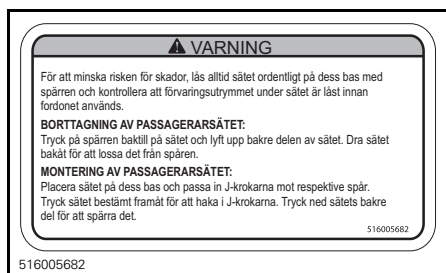 VARNING
För att minska risken för skador, lås alltid sätet ordentligt på dess bas med
spärren och kontrollera att förvaringsutrymmet under sätet är låst innan
fordonet används.
BORTTAGNING AV PASSAGERARSÄTET:
Tryck på spärren baktill på sätet och lyft upp bakre delen av sätet. Dra sätet
bakåt för att lossa det från spåren.
MONTERING AV PASSAGERARSÄTET:
Placera sätet på dess bas och passa in J-krokarna mot respektive spår.
Tryck sätet bestämt framåt för att haka i J-krokarna. Tryck ned sätets bakre
del för att spärra det.
516005682
516005682